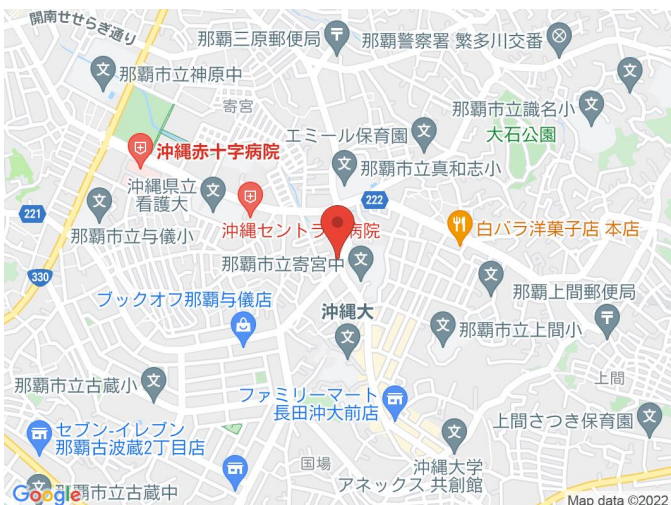 開南せせらぎ通り
那覇三原郵便局
那覇警察署 繁多川交番
那覇市立神原中
寄宮
那覇市立識名小
エミール保育園
大石公園
沖縄赤十字病院
那覇市立真和志小
沖縄県立
看護大
222
221
那覇市立与儀小
沖縄セントラ
病院
白バラ洋菓子店 本店
那覇市立寄宮中
330
ブックオフ那覇与儀店
那覇上間郵便局
沖縄大
那覇市立上間小
那覇市立古蔵小
上間
ファミリーマート
長田沖大前店
上間さつき保育園
セブン-イレブン
那覇古波蔵2丁目店
国場
沖縄大学
アネックス 共創館
那覇市立古蔵中
Google
Map data ©2022